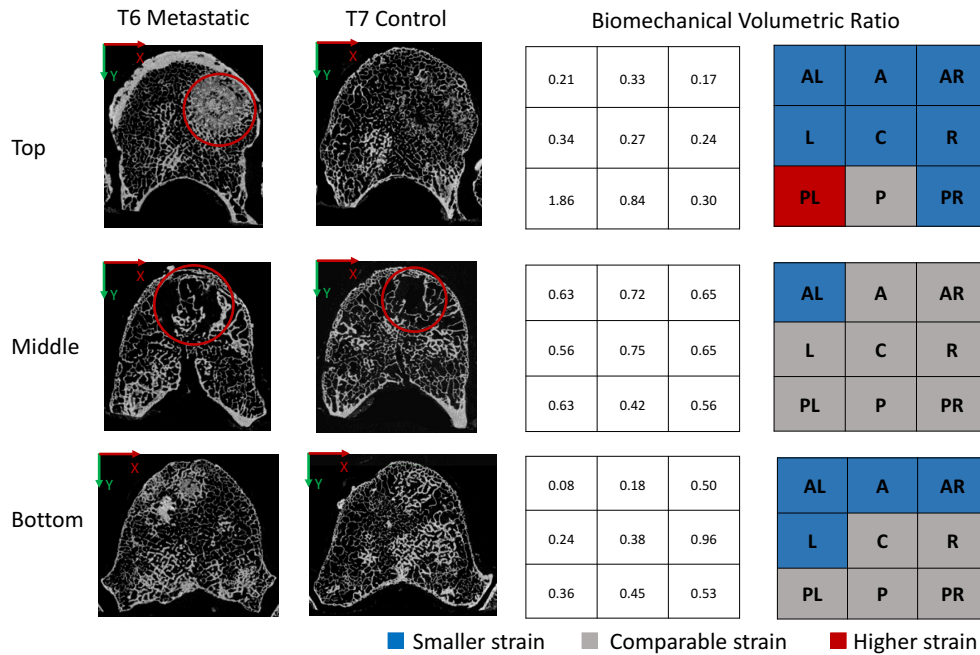 T6 Metastatic T7 Control Biomechanical Volumetric Ratio
Top
X Y
X Y
0.21 0.33 0.17
0.34 0.27 0.24
1.86 0.84 0.30
AL A AR
L C R
PL P PR
Middle
X Y
X Y
0.63 0.72 0.65
0.56 0.75 0.65
0.63 0.42 0.56
AL A AR
L C R
PL P PR
Bottom
X Y
X Y
0.08 0.18 0.50
0.24 0.38 0.96
0.36 0.45 0.53
AL A AR
L C R
PL P PR
Smaller strain Comparable strain Higher strain